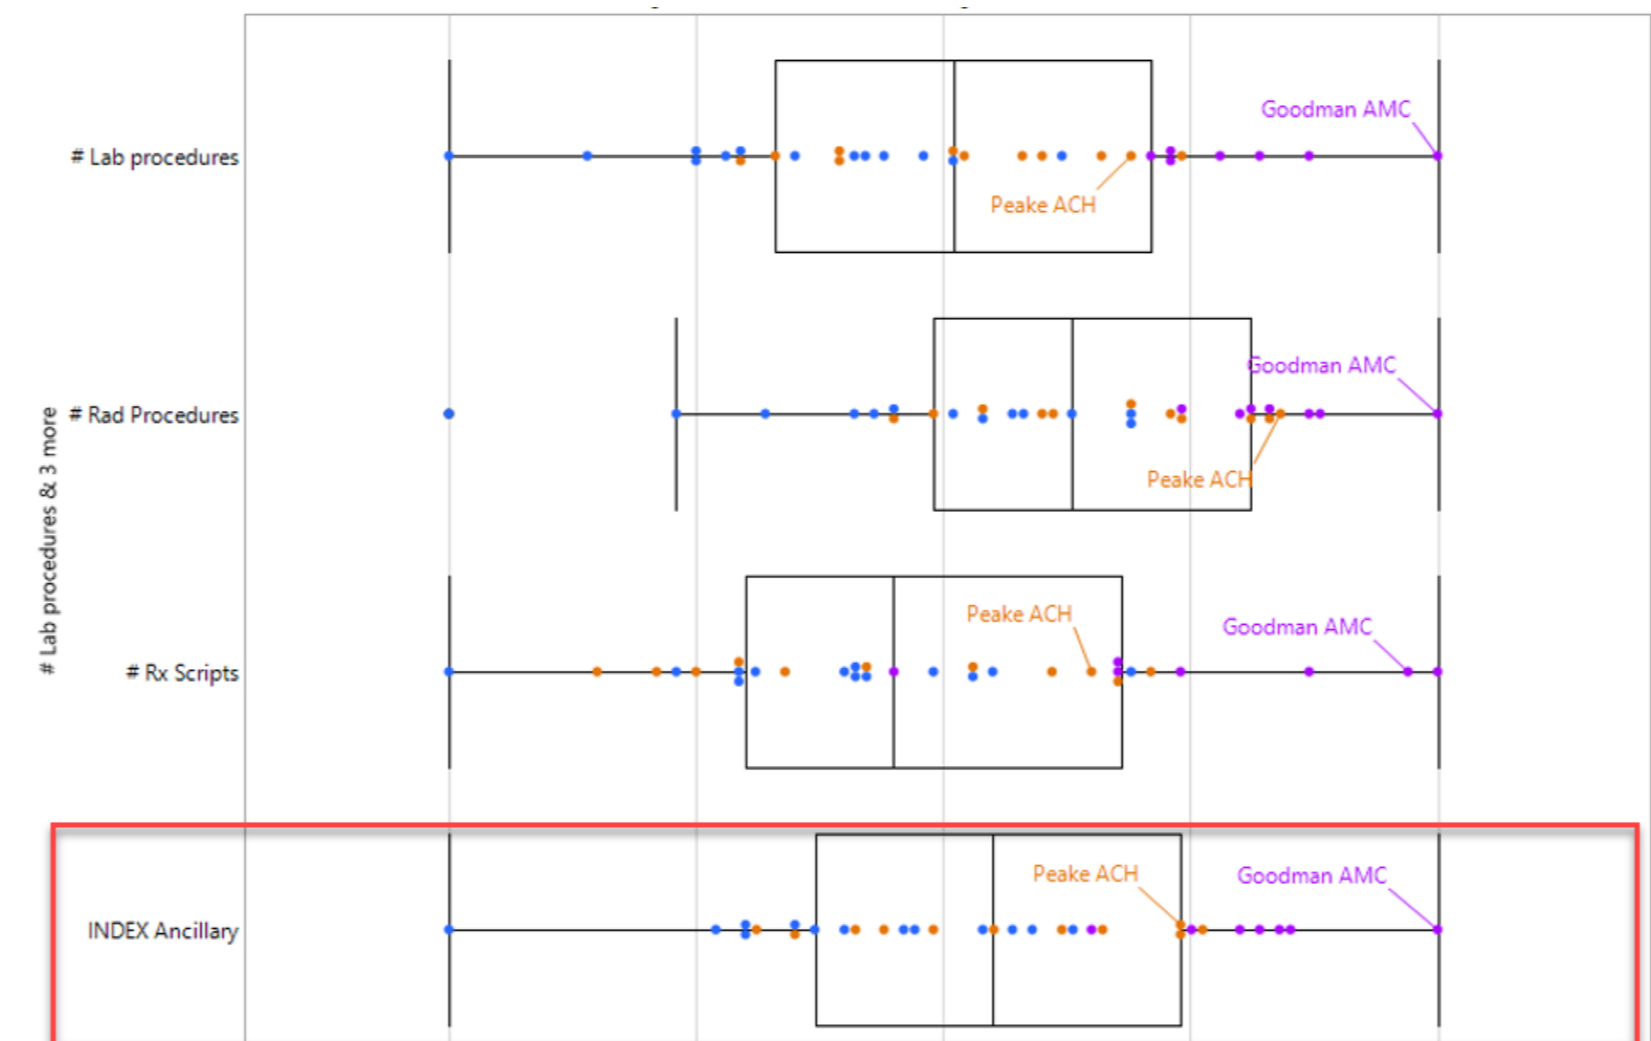 # Lab procedures & 3 more
# Lab procedures
Goodman AMC
Peake ACH
# Rad Procedures
Goodman AMC
Peake ACH
# Rx Scripts
Peake ACH
Goodman AMC
INDEX Ancillary
Peake ACH
Goodman AMC